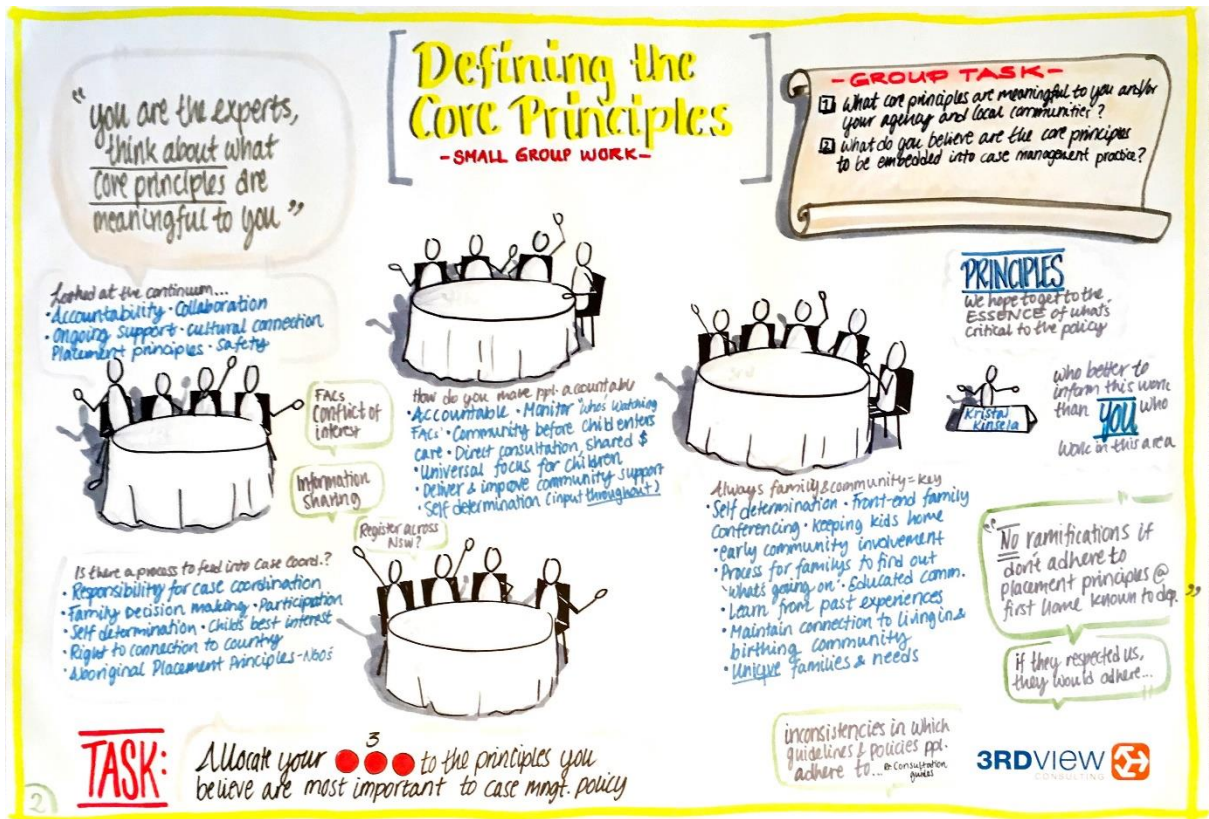 Defining the
Core Principles
- SMALL GROUP WORK -
"you are the experts,
think about what
core principles are
meaningful to you"
- GROUP TASK -
1 What core principles are meaningful to you and/or
your agency and local communities?
2 What do you believe are the core principles
to be embedded into case management practice?
Looked at the continuum...
• Accountability • Collaboration
• Ongoing support • cultural connection
Placement principles • Safety
FACs
conflict of
interest
Information
sharing
Register across
NSW?
How do you make ppl. accountable
• Accountable • Monitor 'who's watching
FACs' • Community before child enters
care • Direct consultation, shared $
• Universal focus for children
• Deliver & improve community support
• Self determination (input throughout)
PRINCIPLES
We hope to get to the
ESSENCE of what's
critical to the policy
Krista
Kinsela
who better to
inform this work
than YOU who
work in this area
Is there a process to feed into Case Coord.?
• Responsibility for case coordination
• Family Decision making • Participation
• Self determination • Child's best interest
• Right to connection to country
• Aboriginal Placement Principles - NGOs
Always family & community = key
• Self determination • Front-end family
conferencing • keeping kids home
• early community involvement
• Process for familys to find out
'whats going on' • Educated comm.
• Learn from past experiences
• Maintain connection to living in &
birthing community
• Unique families & needs
"No ramifications if
don't adhere to
placement principles @
first home known to dep."
if they respected us,
they would adhere...
inconsistencies in which
guidelines & policies ppl.
adhere to... Consultation
guides
TASK:
3
Allocate your to the principles you
believe are most important to case mngt. policy
2
3RDVIEW
CONSULTING